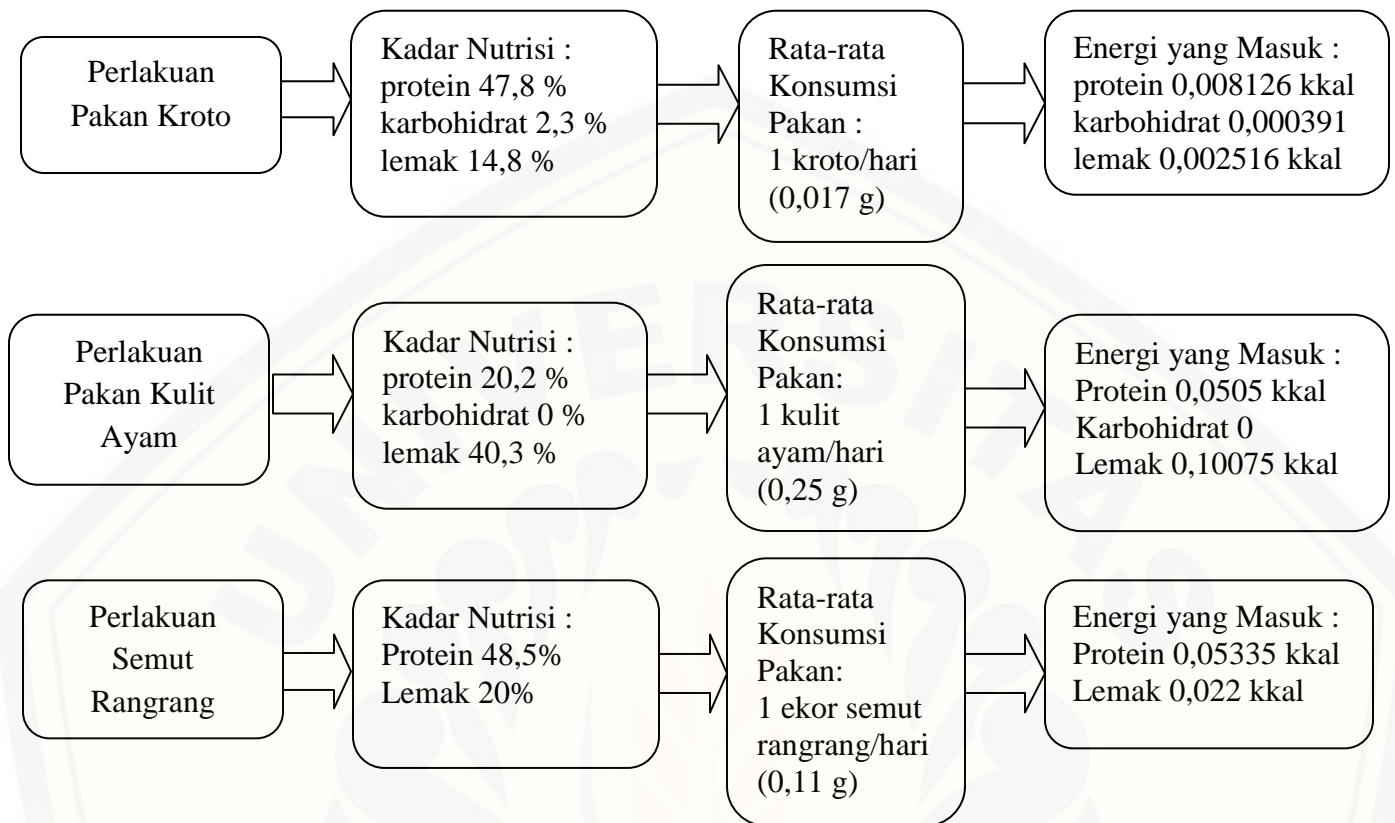 Perlakuan
Pakan Kroto
Kadar Nutrisi :
protein 47,8 %
karbohidrat 2,3 %
lemak 14,8 %
Rata-rata
Konsumsi
Pakan :
1 kroto/hari
(0,017 g)
Energi yang Masuk :
protein 0,008126 kkal
karbohidrat 0,000391
lemak 0,002516 kkal
Perlakuan
Pakan Kulit
Ayam
Kadar Nutrisi :
protein 20,2 %
karbohidrat 0 %
lemak 40,3 %
Rata-rata
Konsumsi
Pakan:
1 kulit
ayam/hari
(0,25 g)
Energi yang Masuk :
Protein 0,0505 kkal
Karbohidrat 0
Lemak 0,10075 kkal
Perlakuan
Semut
Rangrang
Kadar Nutrisi :
Protein 48,5%
Lemak 20%
Rata-rata
Konsumsi
Pakan:
1 ekor semut
rangrang/hari
(0,11 g)
Energi yang Masuk :
Protein 0,05335 kkal
Lemak 0,022 kkal
UNIVERSITAS